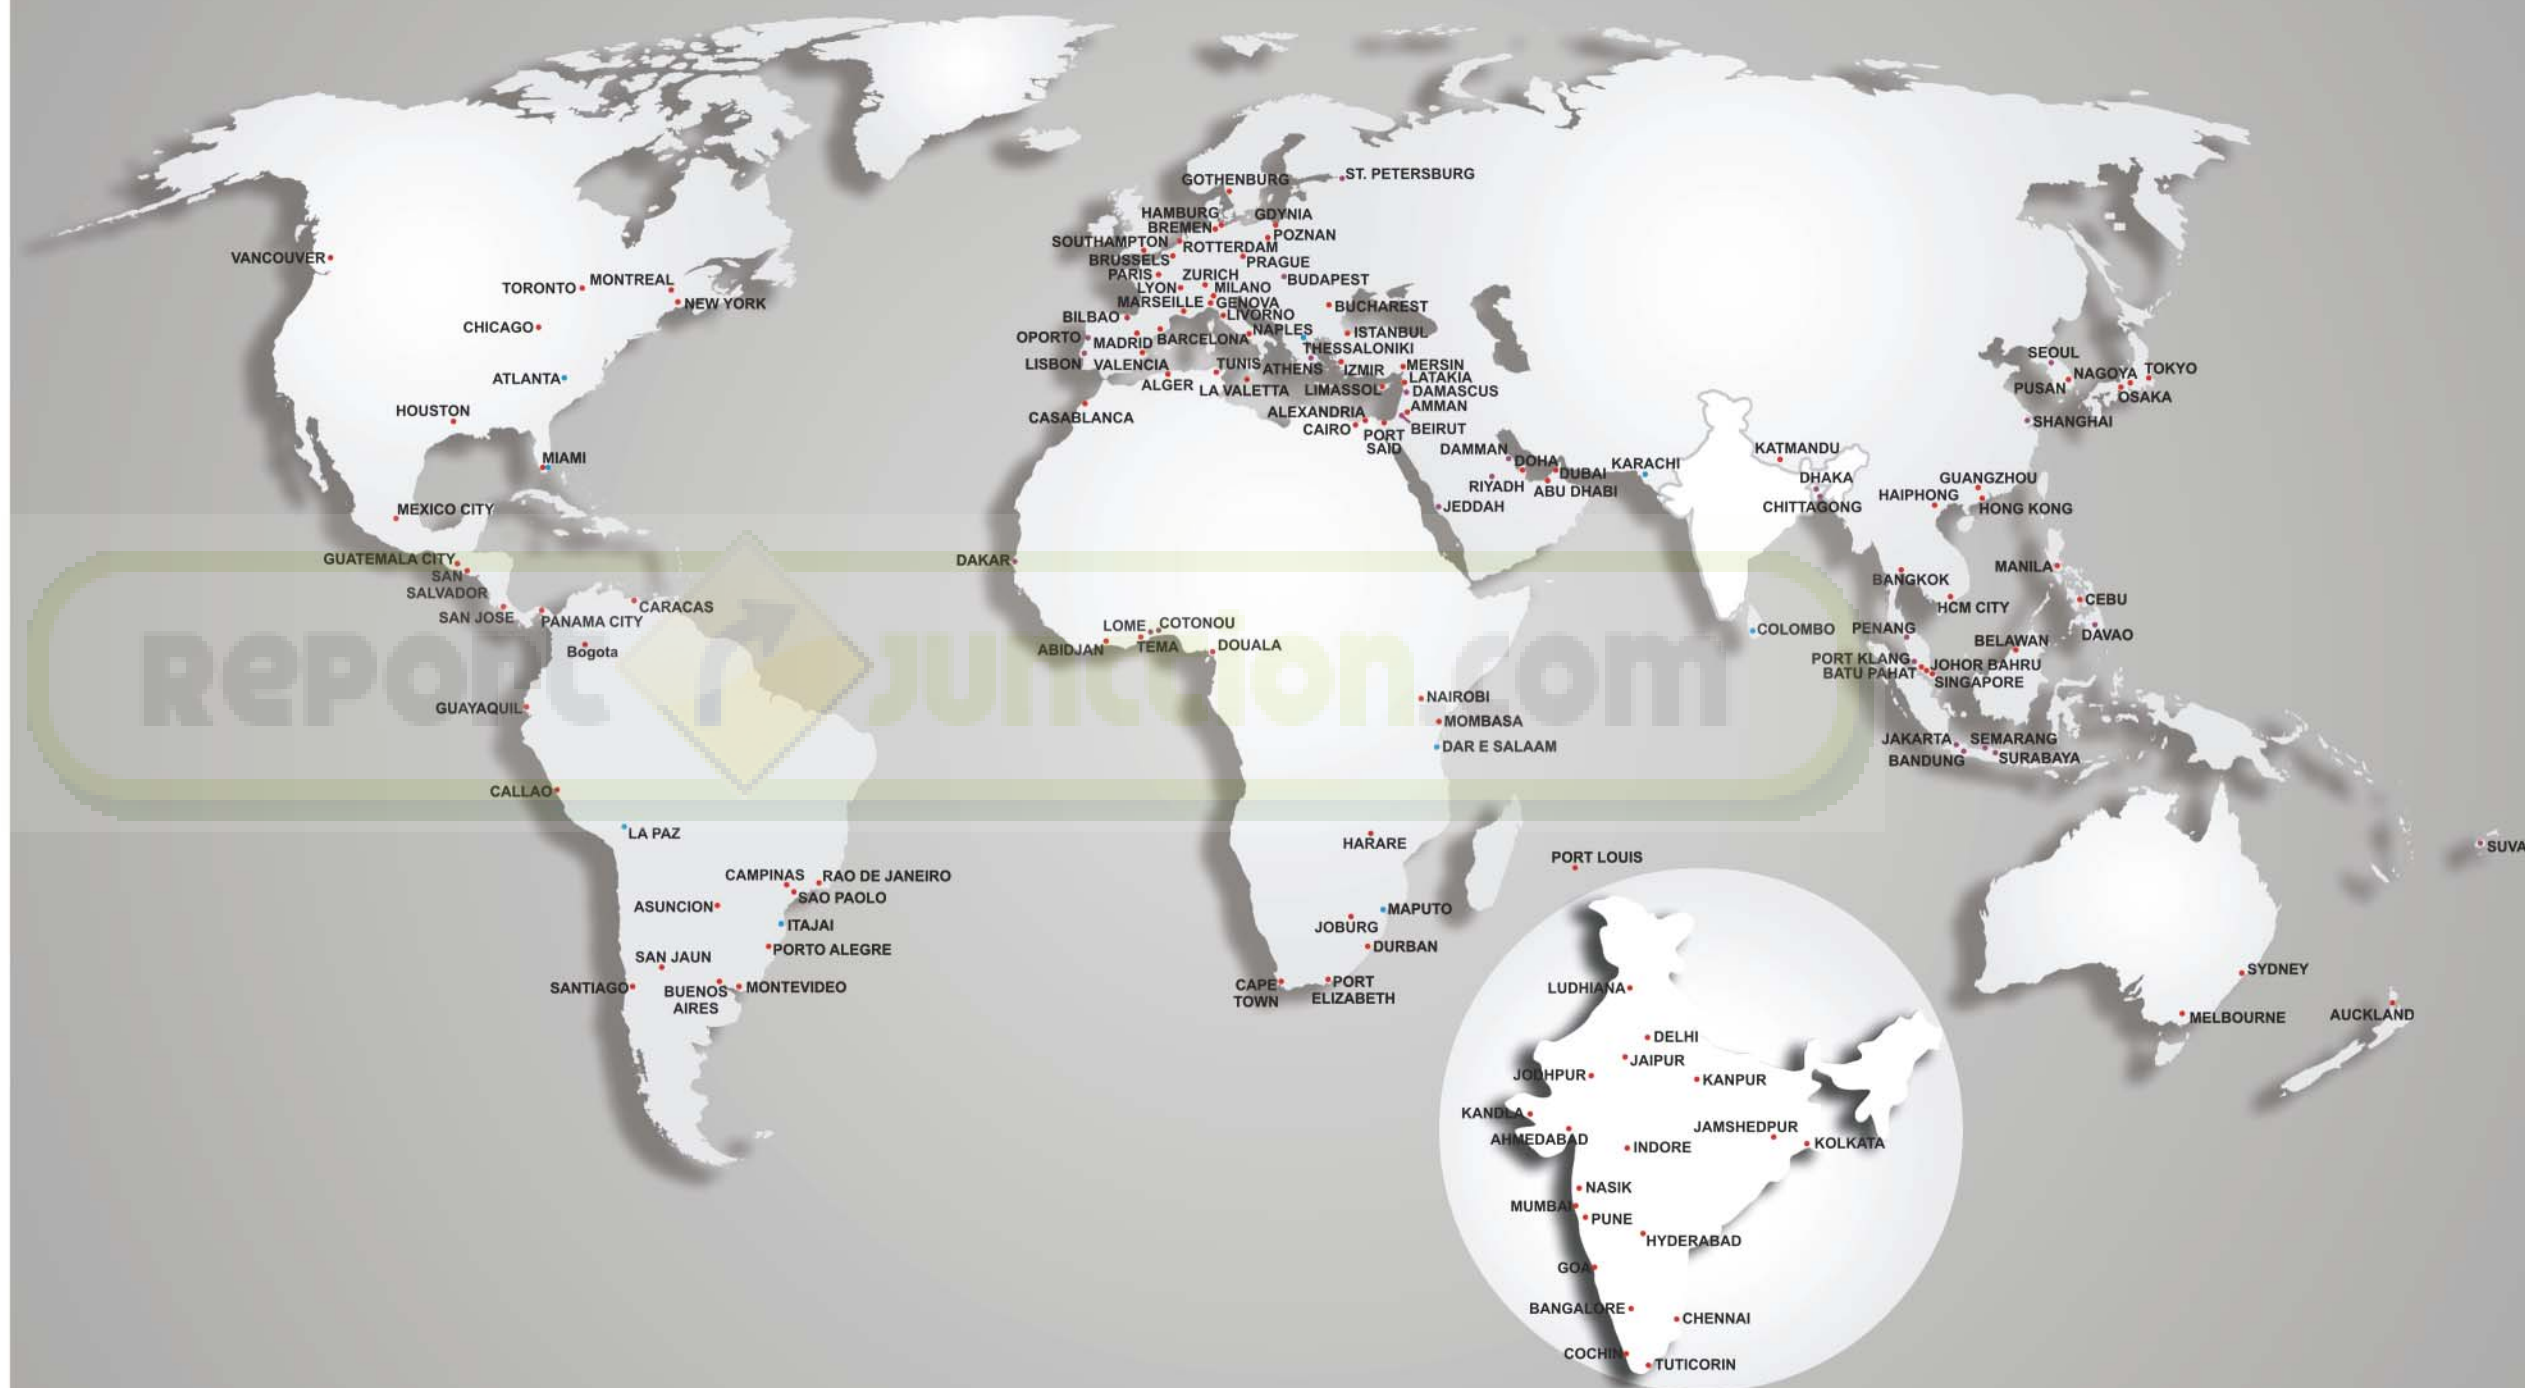 GOTHENBURG
ST. PETERSBURG
HAMBURG
GDYNIA
BREMEN
POZNAN
SOUTHAMPTON
ROTTERDAM
BRUSSELS
PRAGUE
PARIS
ZURICH
BUDAPEST
LYON
MILANO
MARSEILLE
GENOVA
BUCHAREST
BILBAO
LIVORNO
OPORTO
MADRID
BARCELONA
NAPLES
ISTANBUL
THESSALONIKI
LISBON
VALENCIA
TUNIS
ATHENS
IZMIR
MERSIN
LATAKIA
ALGER
LA VALETTA
LIMASSOL
DAMASCUS
AMMAN
CASABLANCA
ALEXANDRIA
CAIRO
PORT
SAID
BEIRUT
VANCOUVER
TORONTO
MONTREAL
NEW YORK
CHICAGO
ATLANTA
HOUSTON
MIAMI
MEXICO CITY
GUATEMALA CITY
SAN
SALVADOR
SAN JOSE
PANAMA CITY
CARACAS
Bogota
GUAYAQUIL
CALLAO
LA PAZ
CAMPINAS
RAO DE JANEIRO
SAO PAOLO
ASUNCION
ITAJAI
PORTO ALEGRE
SAN JAUN
SANTIAGO
BUENOS
AIRES
MONTEVIDEO
DAMMAN
DOHA
DUBAI
RIYADH
ABU DHABI
JEDDAH
KARACHI
KATMANDU
DHAKA
CHITTAGONG
SEOUL
NAGOYA
TOKYO
PUSAN
OSAKA
SHANGHAI
GUANGZHOU
HAIPHONG
HONG KONG
MANILA
BANGKOK
HCM CITY
CEBU
COLOMBO
PENANG
DAVAO
BELAWAN
PORT KLANG
JOHOR BAHRU
BATU PAHAT
SINGAPORE
JAKARTA
SEMARANG
BANDUNG
SURABAYA
DAKAR
LOME
COTONOU
ABIDJAN
TEMA
DOUALA
NAIROBI
MOMBASA
DAR E SALAAM
HARARE
PORT LOUIS
MAPUTO
JOBURG
DURBAN
CAPE
TOWN
PORT
ELIZABETH
SUVA
SYDNEY
MELBOURNE
AUCKLAND
LUDHIANA
DELHI
JAIPUR
JODHPUR
KANPUR
KANDLA
JAMSHEDPUR
AHMEDABAD
KOLKATA
INDORE
NASIK
MUMBAI
PUNE
HYDERABAD
GOA
BANGALORE
CHENNAI
COCHIN
TUTICORIN
RePORT junction.com